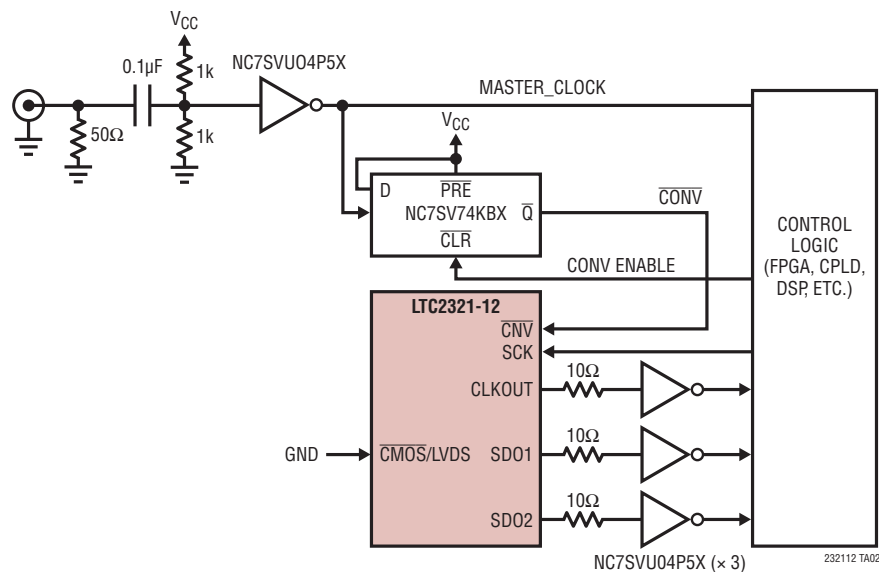 VCC
0.1µF
1k
NC7SVUO4P5X
MASTER_CLOCK
50Ω
1k
VCC
D
PRE
NC7SV74KBX
Q
CONV
CLR
CONV ENABLE
CONTROL
LOGIC
(FPGA, CPLD,
DSP, ETC.)
LTC2321-12
CNV
SCK
10Ω
CLKOUT
10Ω
GND
CMOS/LVDS
SDO1
10Ω
SDO2
NC7SVU04P5X (× 3)
232112 TA02